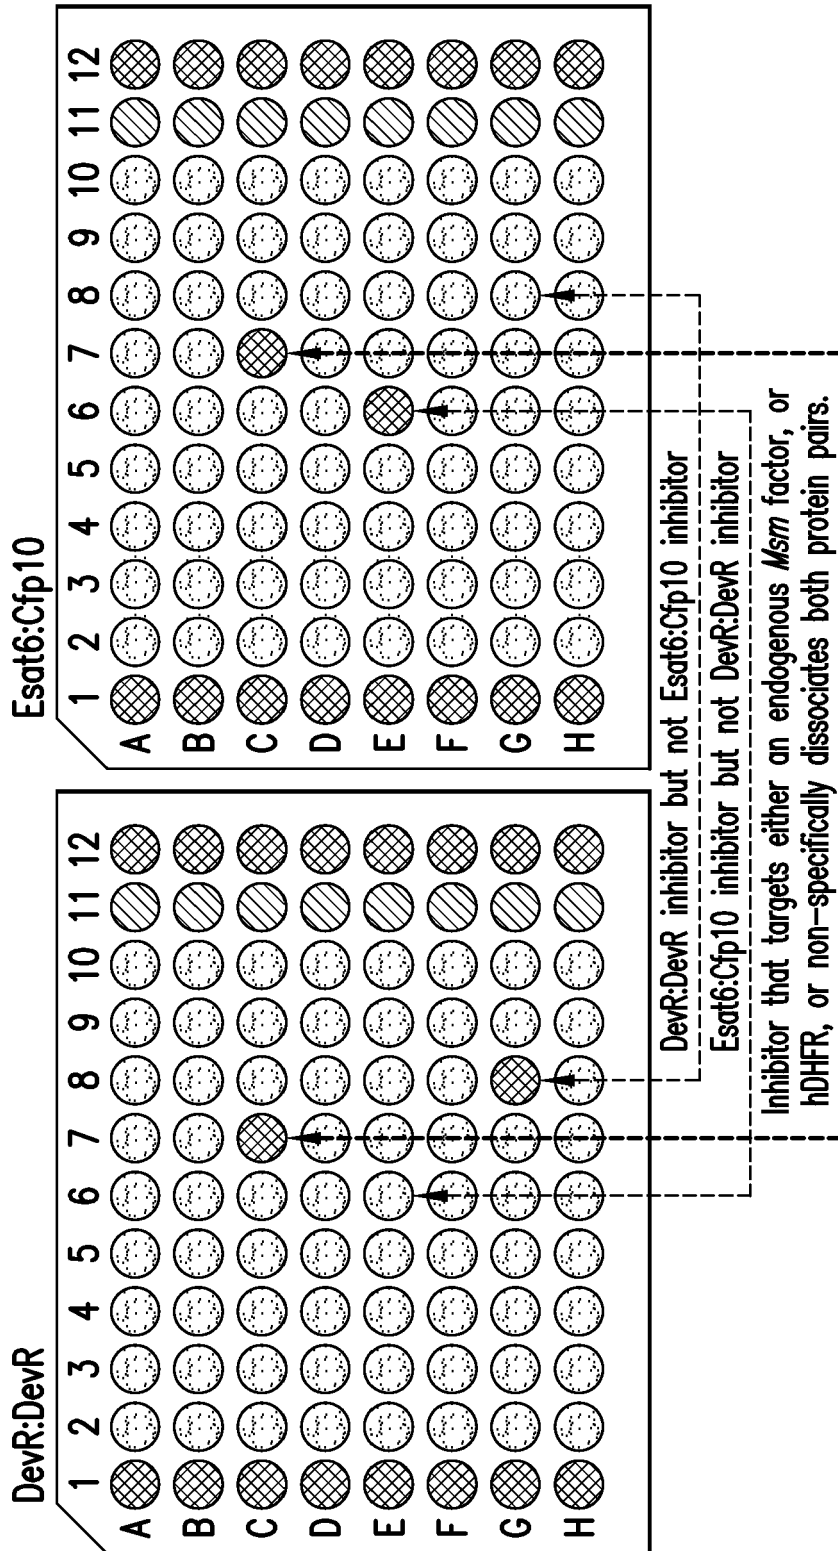 DevR:DevR
1 2 3 4 5 6 7 8 9 10 11 12
A
B
C
D
E
F
G
H
Esat6:Cfp10
1 2 3 4 5 6 7 8 9 10 11 12
A
B
C
D
E
F
G
H
DevR:DevR inhibitor but not Esat6:Cfp10 inhibitor
Esat6:Cfp10 inhibitor but not DevR:DevR inhibitor
Inhibitor that targets either an endogenous Msm factor, or
hDHFR, or non-specifically dissociates both protein pairs.